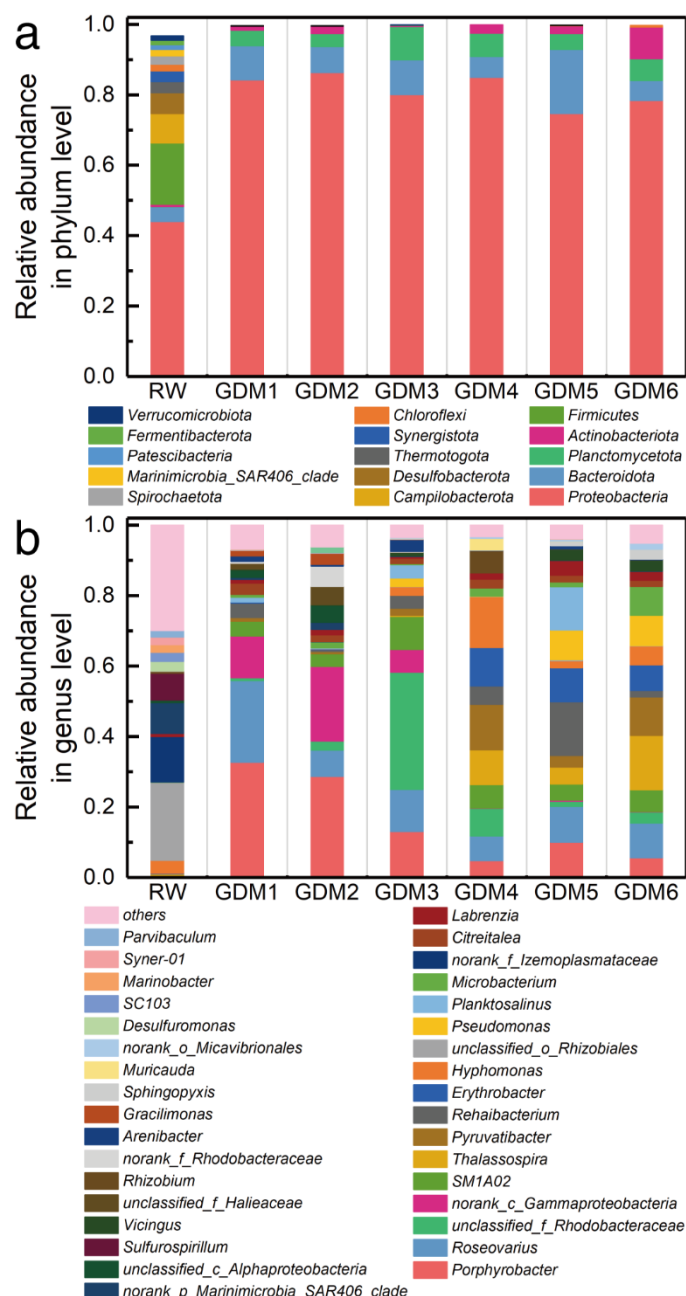 a
Relative abundance
in phylum level
1.0
0.8
0.6
0.4
0.2
0.0
RW GDM1 GDM2 GDM3 GDM4 GDM5 GDM6
Verrucomicrobiota Chloroflexi Firmicutes
Fermentibacterota Synergistota Actinobacteriota
Patescibacteria Thermotogota Planctomycetota
Marinimicrobia_SAR406_clade Desulfobacterota Bacteroidota
Spirochaetota Campilobacterota Proteobacteria
b
Relative abundance
in genus level
1.0
0.8
0.6
0.4
0.2
0.0
RW GDM1 GDM2 GDM3 GDM4 GDM5 GDM6
others Labrenzia
Parvibaculum Citreitalea
Syner-01 norank_f_Izemoplasmataceae
Marinobacter Microbacterium
SC103 Planktosalinus
Desulfuromonas Pseudomonas
norank_o_Micavibrionales unclassified_o_Rhizobiales
Muricauda Hyphomonas
Sphingopyxis Erythrobacter
Gracilimonas Rehaibacterium
Arenibacter Pyruvatibacter
norank_f_Rhodobacteraceae Thalassospira
Rhizobium SM1A02
unclassified_f_Halieaceae norank_c_Gammaproteobacteria
Vicingus unclassified_f_Rhodobacteraceae
Sulfurospirillum Roseovarius
unclassified_c_Alphaproteobacteria Porphyrobacter
norank_p_Marinimicrobia_SAR406_clade